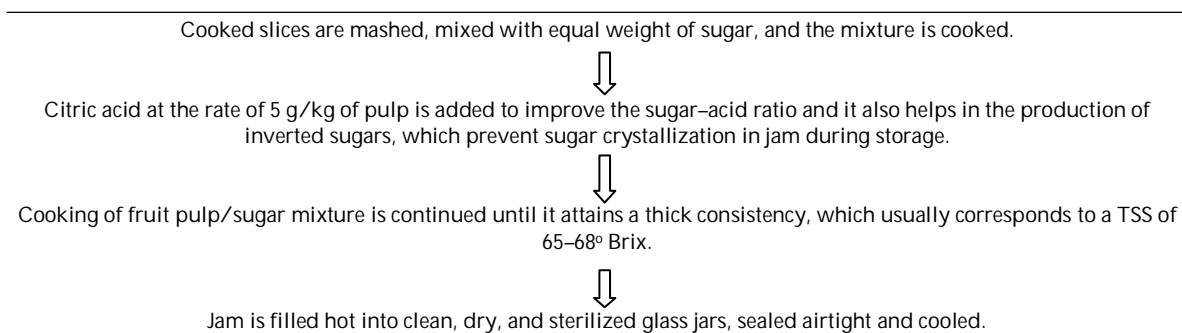 Cooked slices are mashed, mixed with equal weight of sugar, and the mixture is cooked.
Citric acid at the rate of 5 g/kg of pulp is added to improve the sugar–acid ratio and it also helps in the production of
inverted sugars, which prevent sugar crystallization in jam during storage.
Cooking of fruit pulp/sugar mixture is continued until it attains a thick consistency, which usually corresponds to a TSS of
65–68º Brix.
Jam is filled hot into clean, dry, and sterilized glass jars, sealed airtight and cooled.